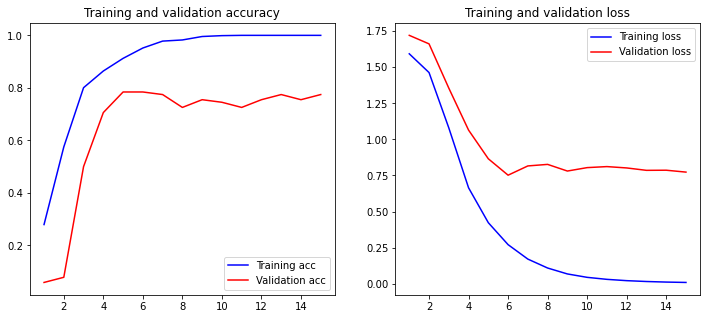 Training and validation accuracy
1.0
0.8
0.6
0.4
0.2
2 4 6 8 10 12 14
Training acc
Validation acc
Training and validation loss
1.75
1.50
1.25
1.00
0.75
0.50
0.25
0.00
2 4 6 8 10 12 14
Training loss
Validation loss